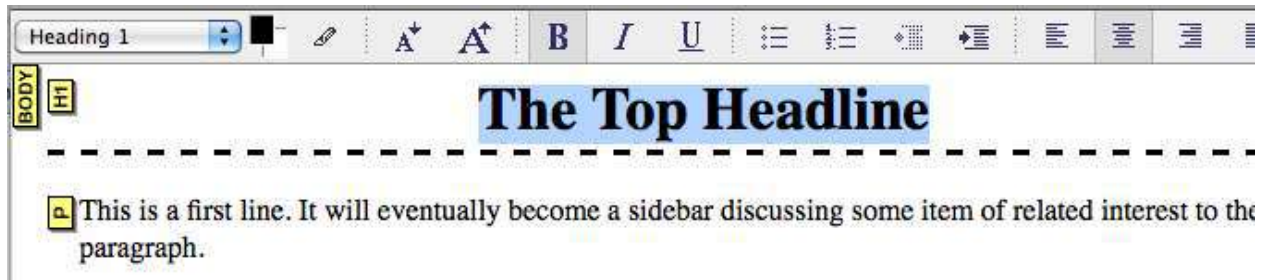 Heading 1 A A B I U
BODY H1 The Top Headline
P This is a first line. It will eventually become a sidebar discussing some item of related interest to the
paragraph.